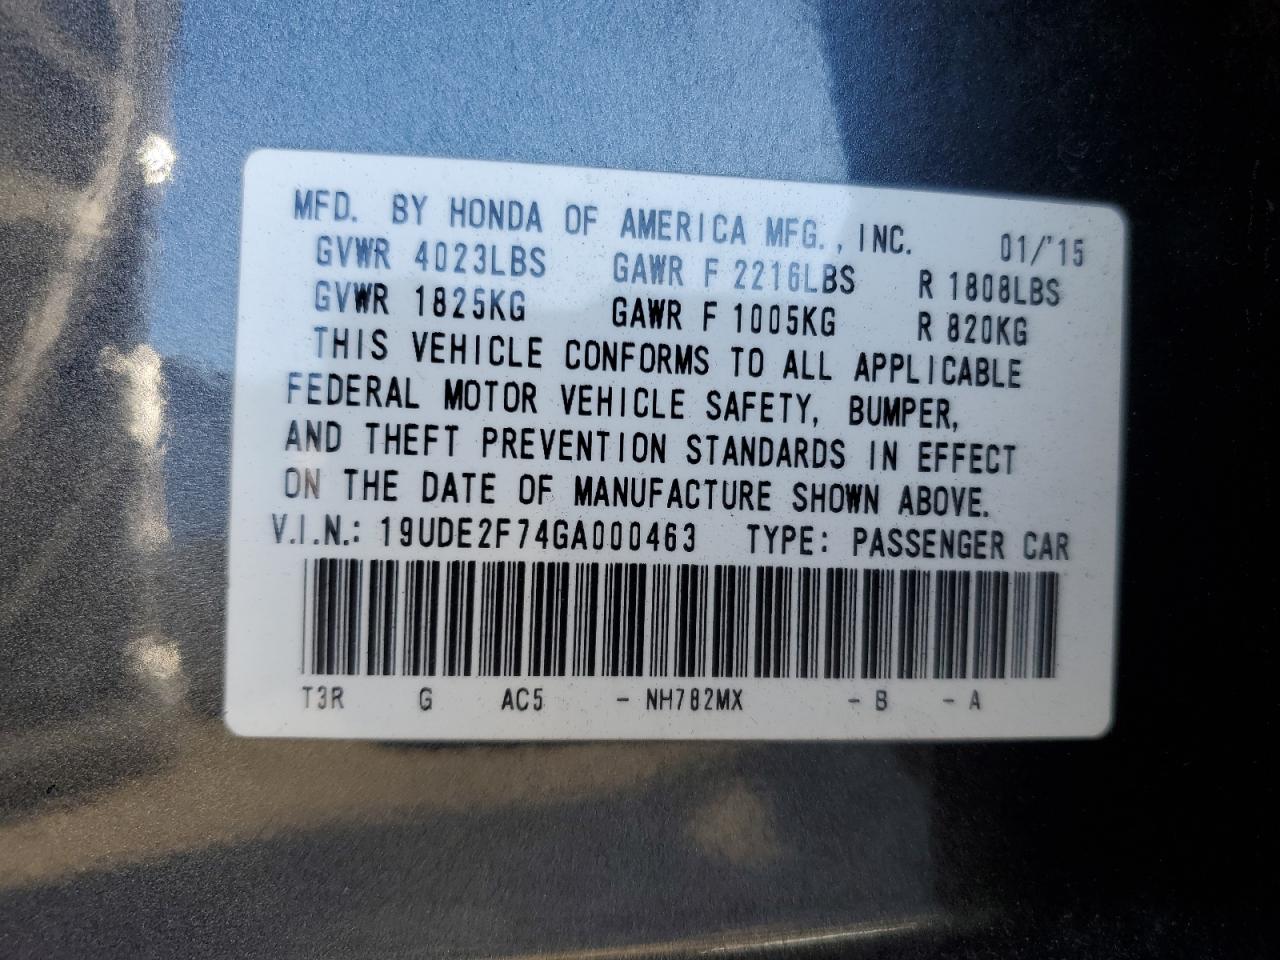 MFD. BY HONDA OF AMERICA MFG., INC. 01/'15
GVWR 4023LBS GAWR F 2216LBS R 1808LBS
GVWR 1825KG GAWR F 1005KG R 820KG
THIS VEHICLE CONFORMS TO ALL APPLICABLE
FEDERAL MOTOR VEHICLE SAFETY, BUMPER,
AND THEFT PREVENTION STANDARDS IN EFFECT
ON THE DATE OF MANUFACTURE SHOWN ABOVE.
V.I.N.: 19UDE2F74GA000463 TYPE: PASSENGER CAR
T3R G AC5 - NH782MX - B - A